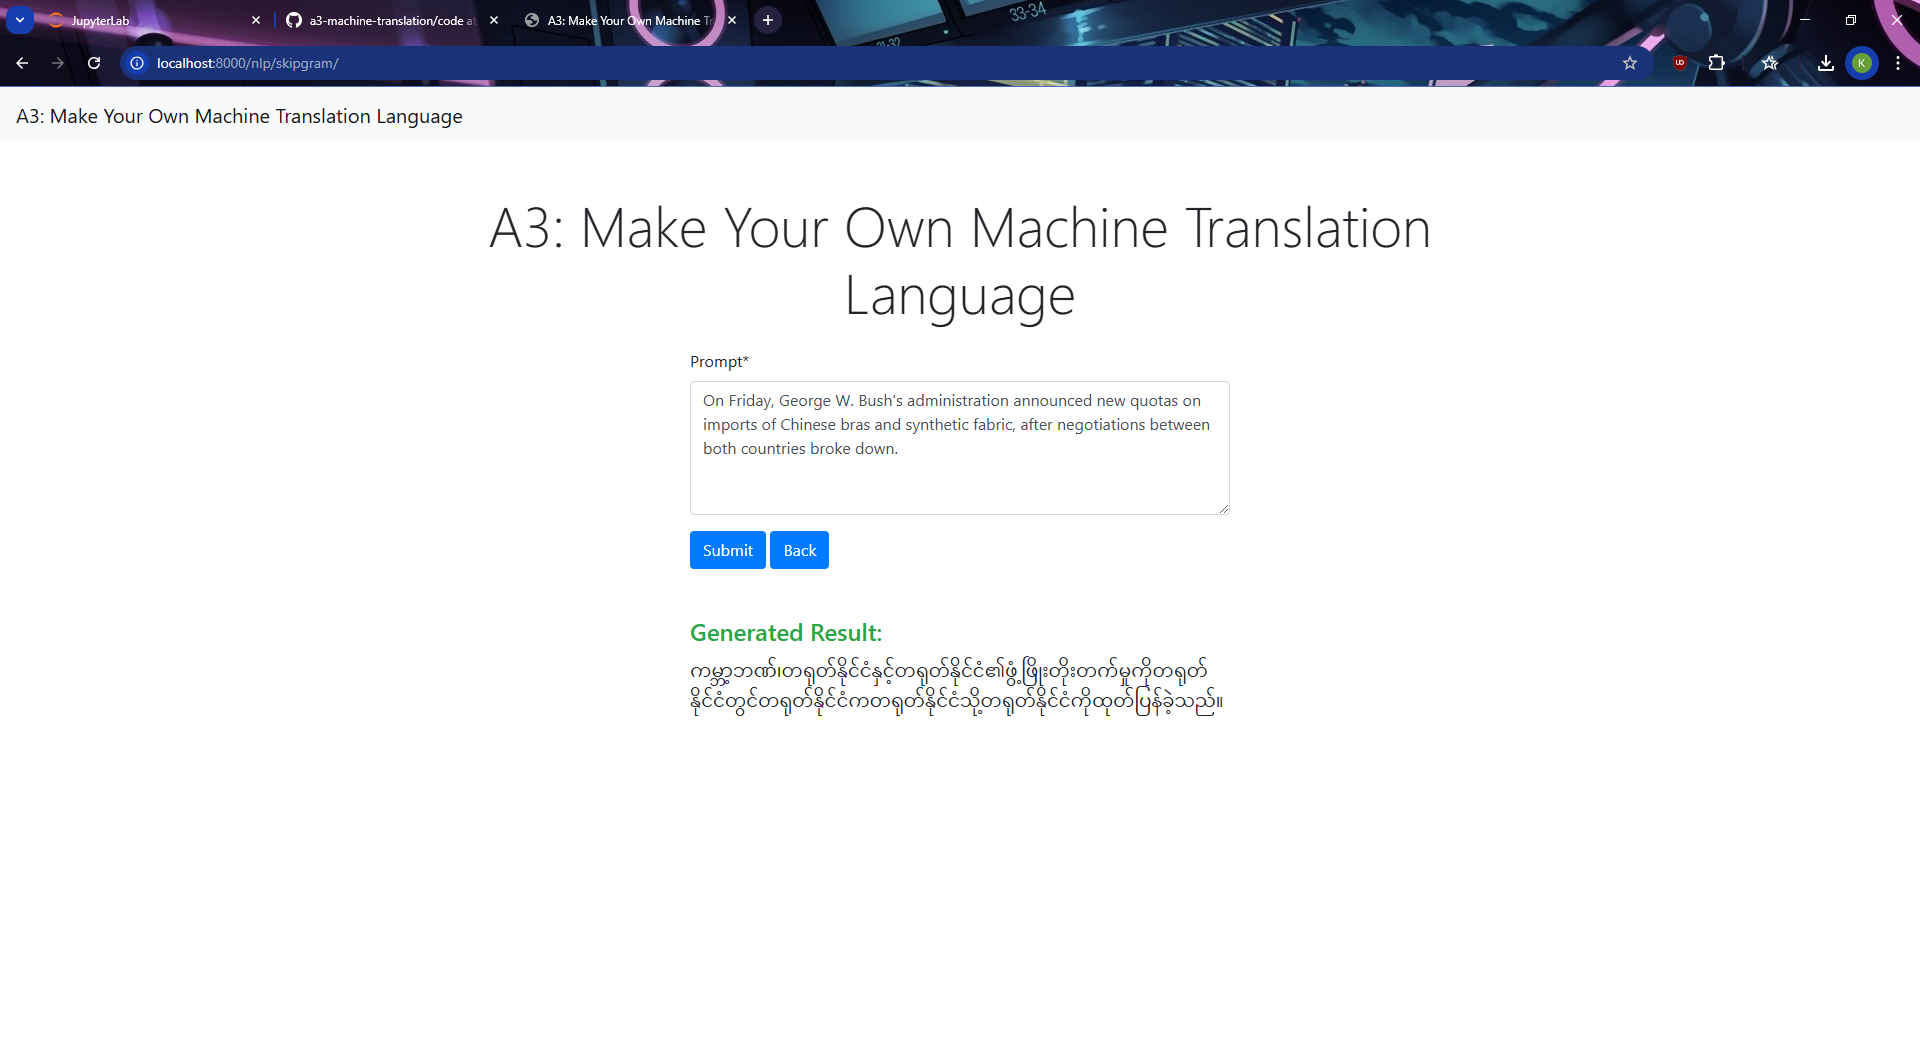 JupyterLab
a3-machine-translation/code at
A3: Make Your Own Machine Tr
33-34
localhost:8000/nlp/skipgram/
K
A3: Make Your Own Machine Translation Language
A3: Make Your Own Machine Translation
Language
Prompt*
On Friday, George W. Bush's administration announced new quotas on
imports of Chinese bras and synthetic fabric, after negotiations between
both countries broke down.
Submit Back
Generated Result:
ကမ္ဘာ့ဘဏ်၊တရုတ်နိုင်ငံနှင့်တရုတ်နိုင်ငံ၏ဖွံ့ဖြိုးတိုးတက်မှုကိုတရုတ်
နိုင်ငံတွင်တရုတ်နိုင်ငံကတရုတ်နိုင်ငံသို့တရုတ်နိုင်ငံကိုထုတ်ပြန်ခဲ့သည်။